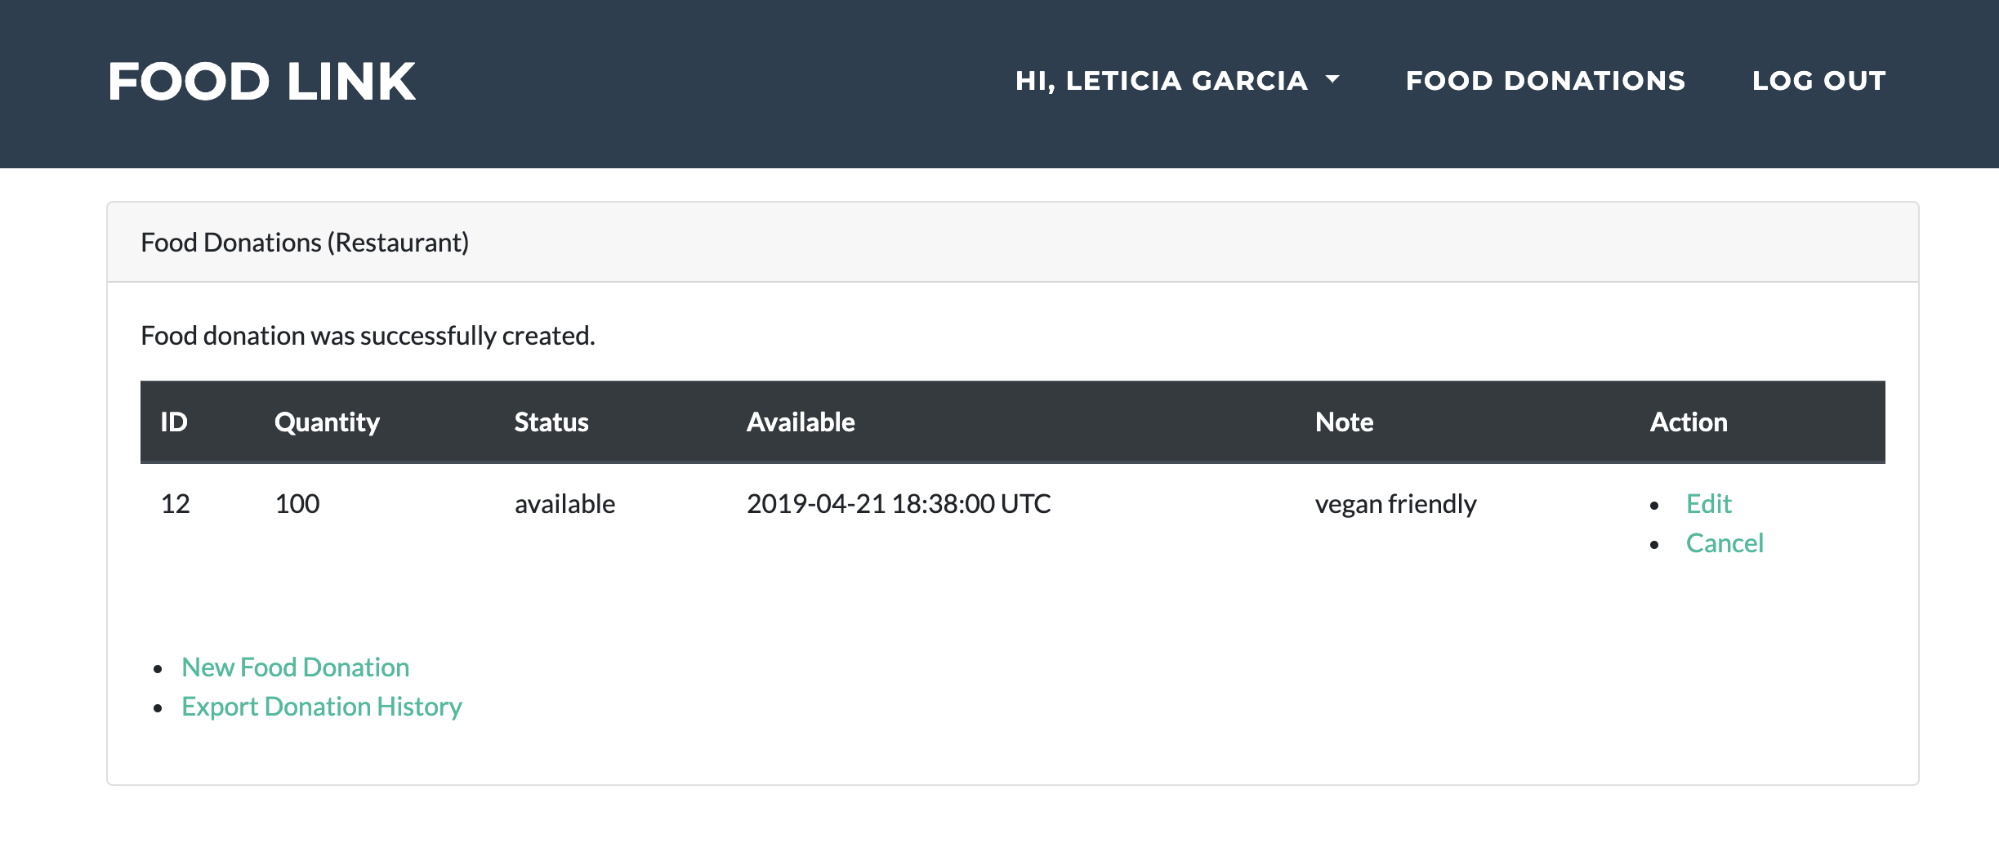 FOOD LINK HI, LETICIA GARCIA FOOD DONATIONS LOG OUT
Food Donations (Restaurant)
Food donation was successfully created.
ID Quantity Status Available Note Action
12 100 available 2019-04-21 18:38:00 UTC vegan friendly Edit
Cancel
New Food Donation
Export Donation History